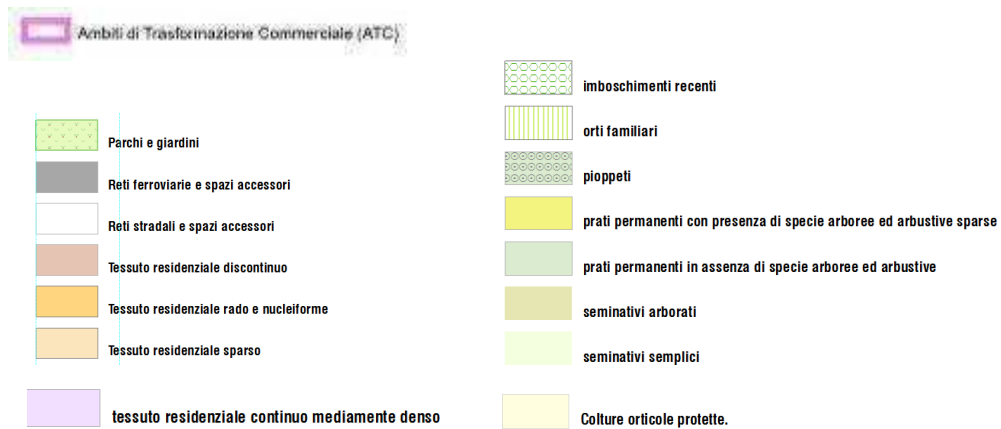 Ambiti di Trasformazione Commerciale (ATC)
Parchi e giardini
Reti ferroviarie e spazi accessori
Reti stradali e spazi accessori
Tessuto residenziale discontinuo
Tessuto residenziale rado e nucleiforme
Tessuto residenziale sparso
tessuto residenziale continuo mediamente denso
imboschimenti recenti
orti familiari
pioppeti
prati permanenti con presenza di specie arboree ed arbustive sparse
prati permanenti in assenza di specie arboree ed arbustive
seminativi arborati
seminativi semplici
Colture orticole protette.